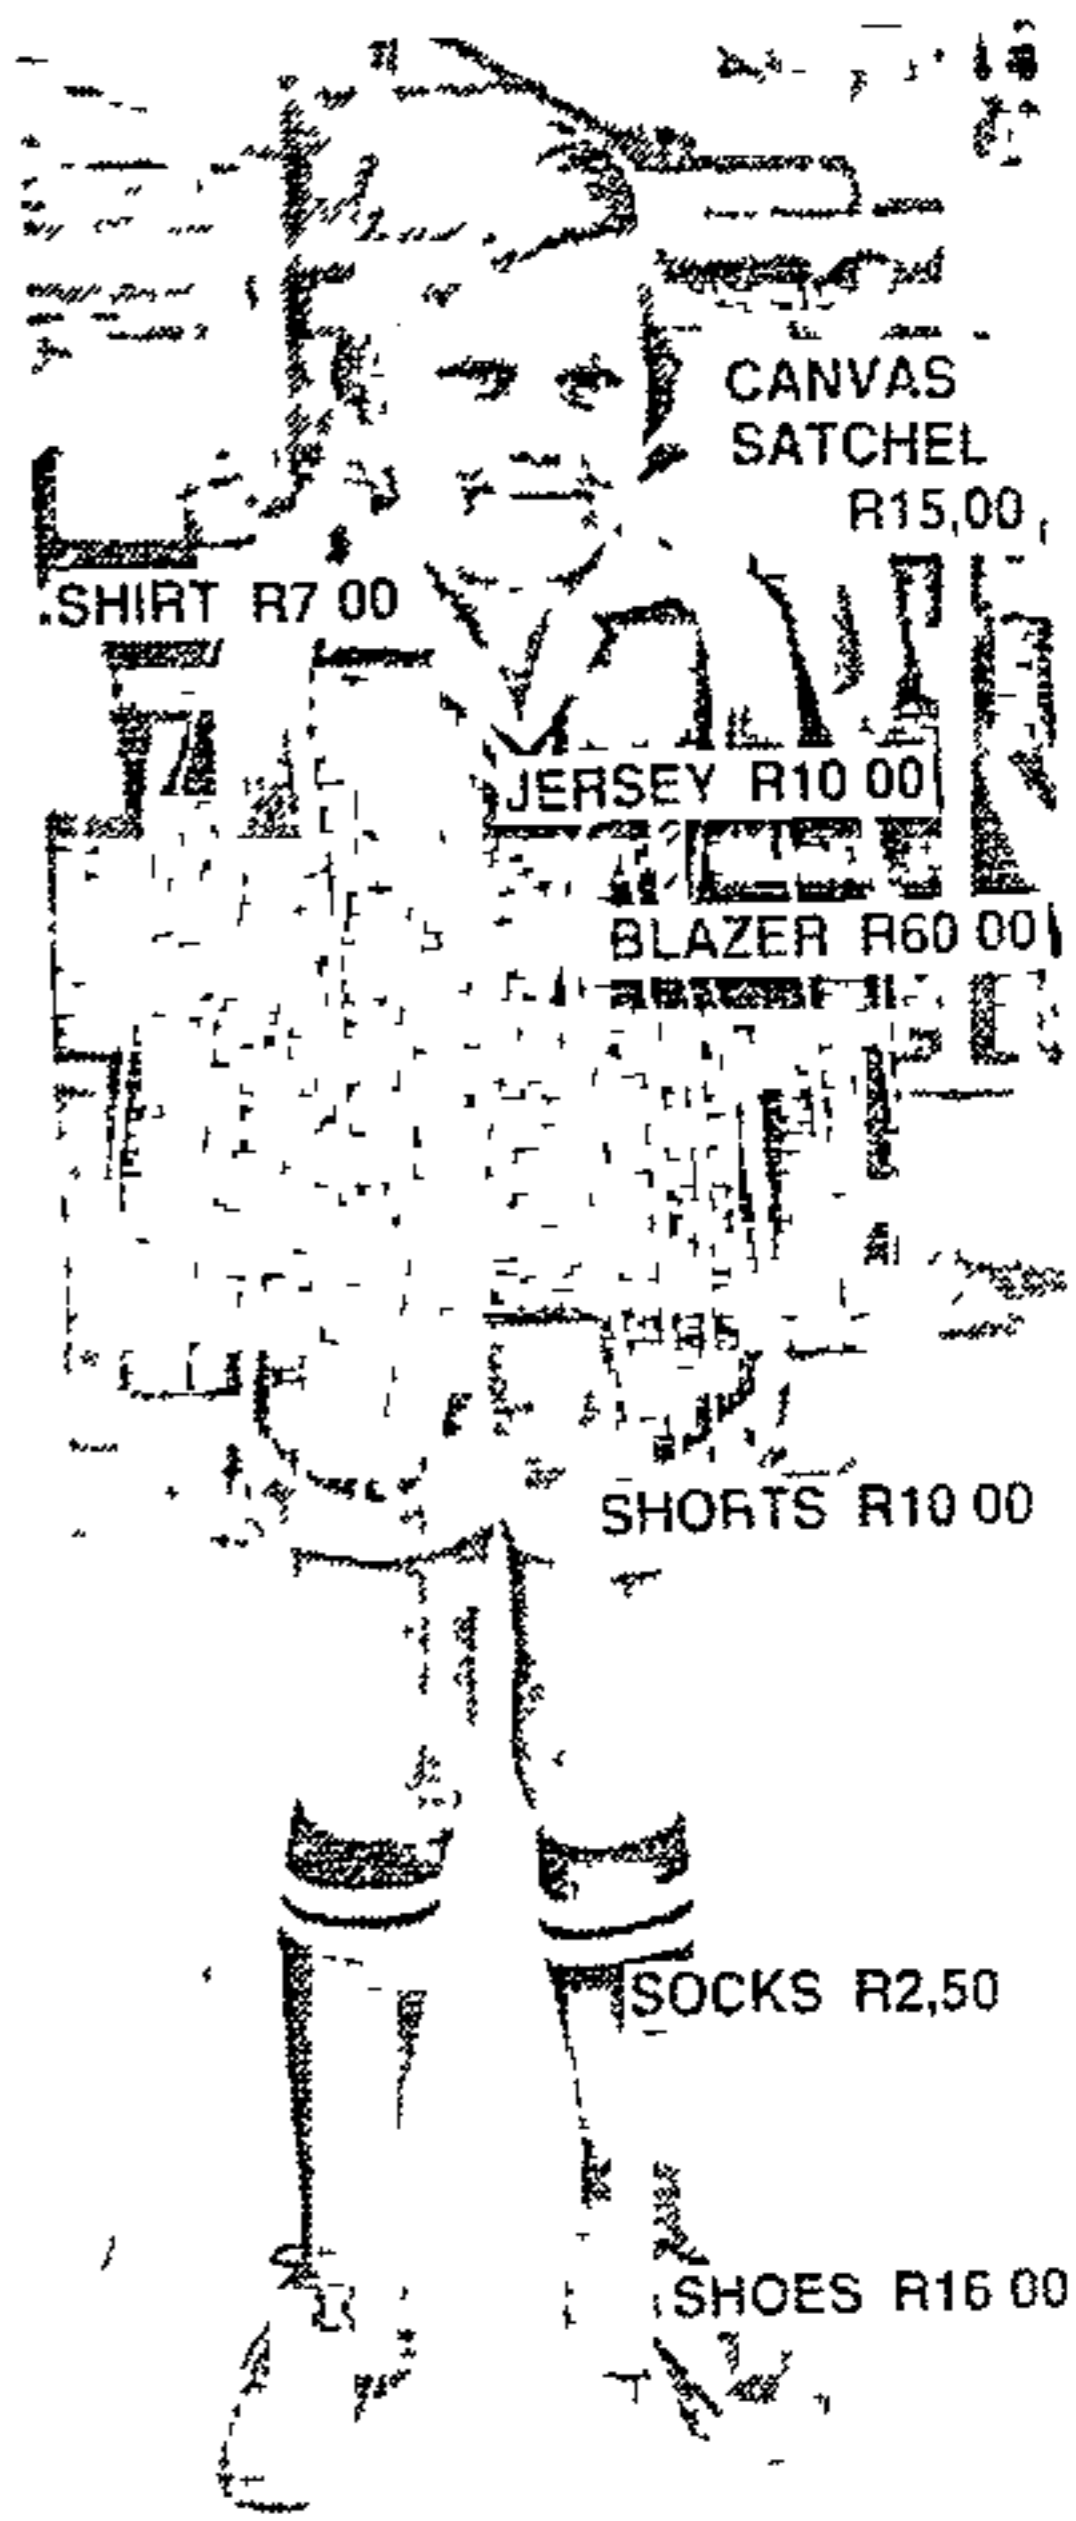 CANVAS
SATCHEL
R15,00
SHIRT R7 00
JERSEY R10 00
BLAZER R60 00
SHORTS R10 00
SOCKS R2,50
SHOES R16 00